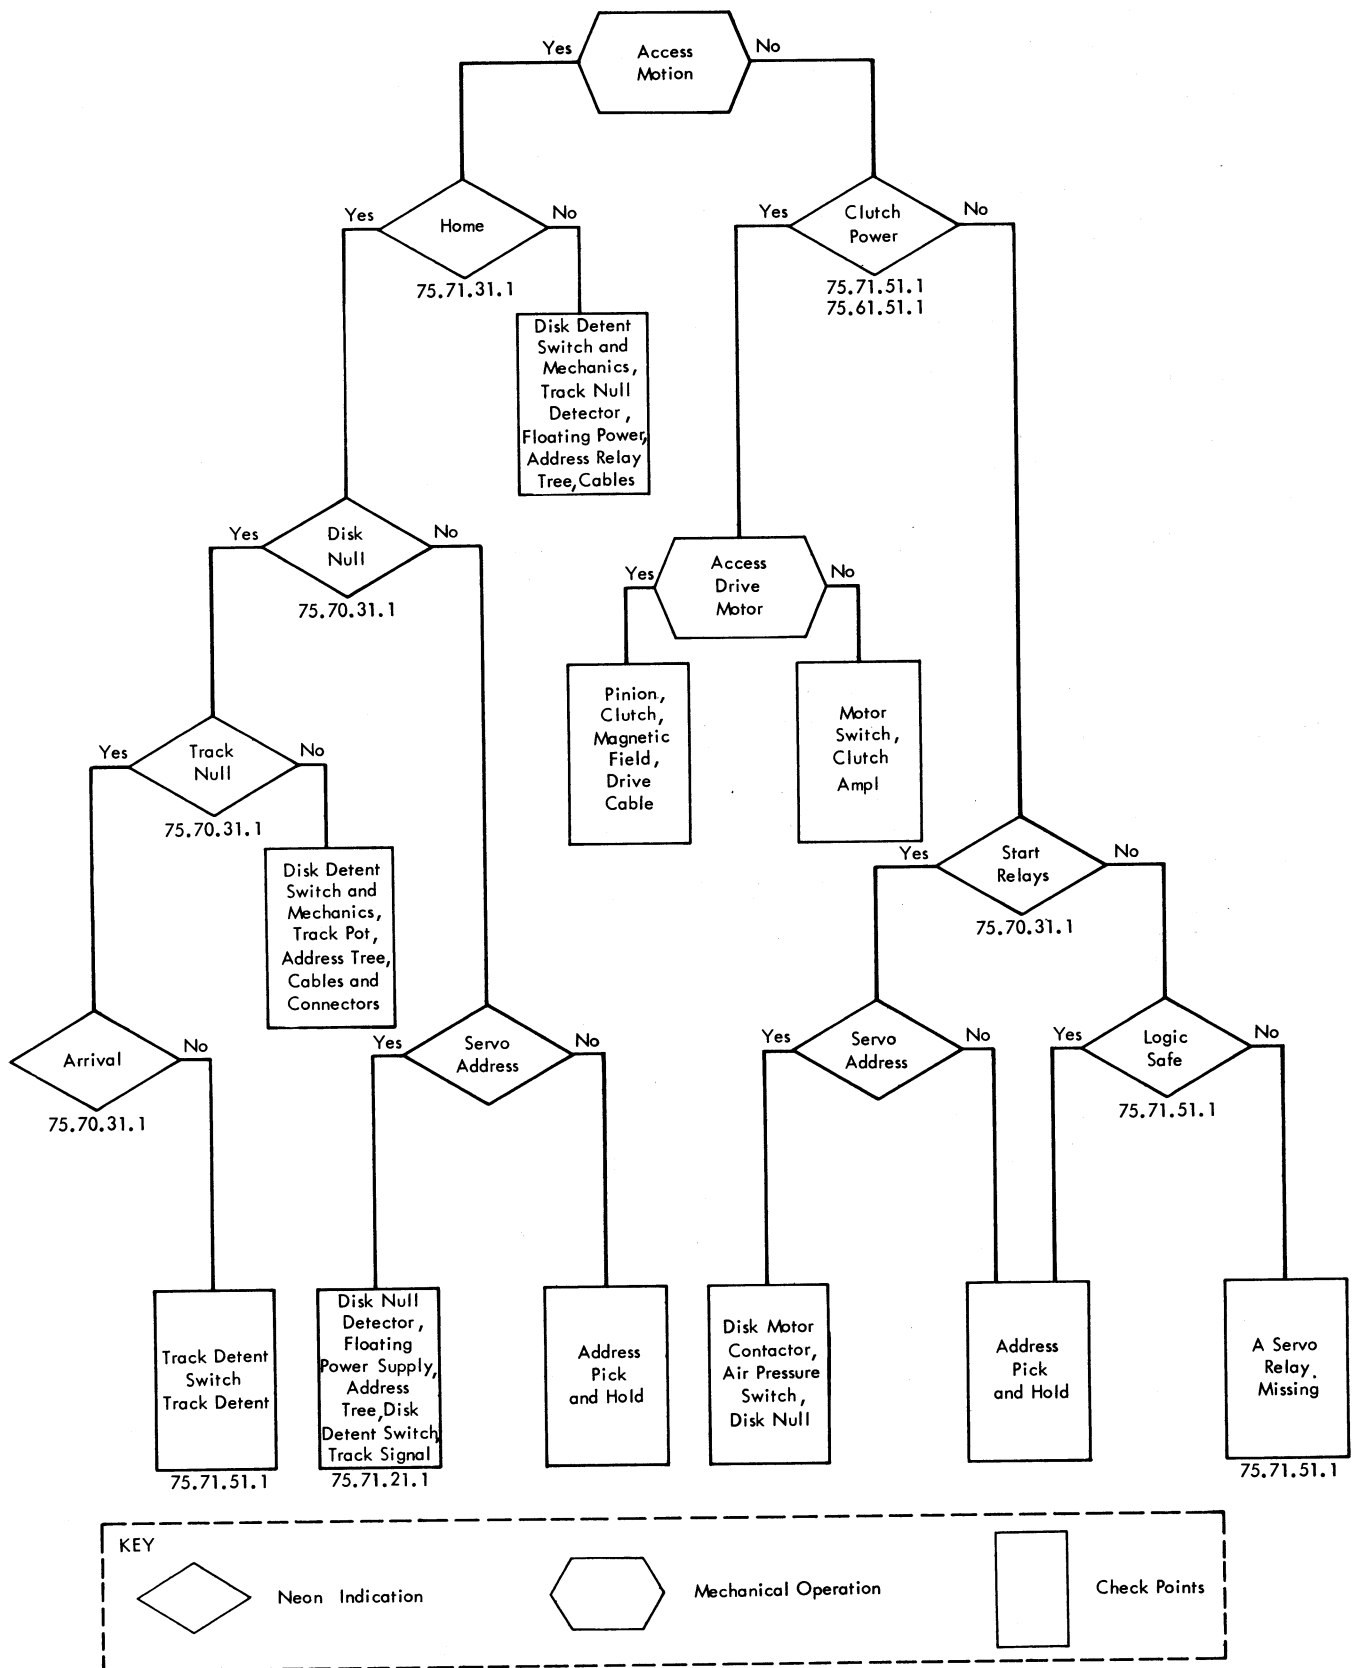 Yes
Access
Motion
No
Yes
Home
No
75.71.31.1
Yes
Clutch
Power
No
75.71.51.1
75.61.51.1
Disk Detent
Switch and
Mechanics,
Track Null
Detector,
Floating Power,
Address Relay
Tree, Cables
Yes
Disk
Null
No
75.70.31.1
Yes
Access
Drive
Motor
No
Pinion,
Clutch,
Magnetic
Field,
Drive
Cable
Motor
Switch,
Clutch
Ampl
Yes
Track
Null
No
75.70.31.1
Disk Detent
Switch and
Mechanics,
Track Pot,
Address Tree,
Cables and
Connectors
Yes
Start
Relays
No
75.70.31.1
Arrival
No
75.70.31.1
Yes
Servo
Address
No
Yes
Servo
Address
No
Yes
Logic
Safe
No
75.71.51.1
Track Detent
Switch
Track Detent
75.71.51.1
Disk Null
Detector,
Floating
Power Supply,
Address
Tree, Disk
Detent Switch,
Track Signal
75.71.21.1
Address
Pick
and Hold
Disk Motor
Contactor,
Air Pressure
Switch,
Disk Null
Address
Pick
and Hold
A Servo
Relay
Missing
75.71.51.1
KEY
Neon Indication
Mechanical Operation
Check Points